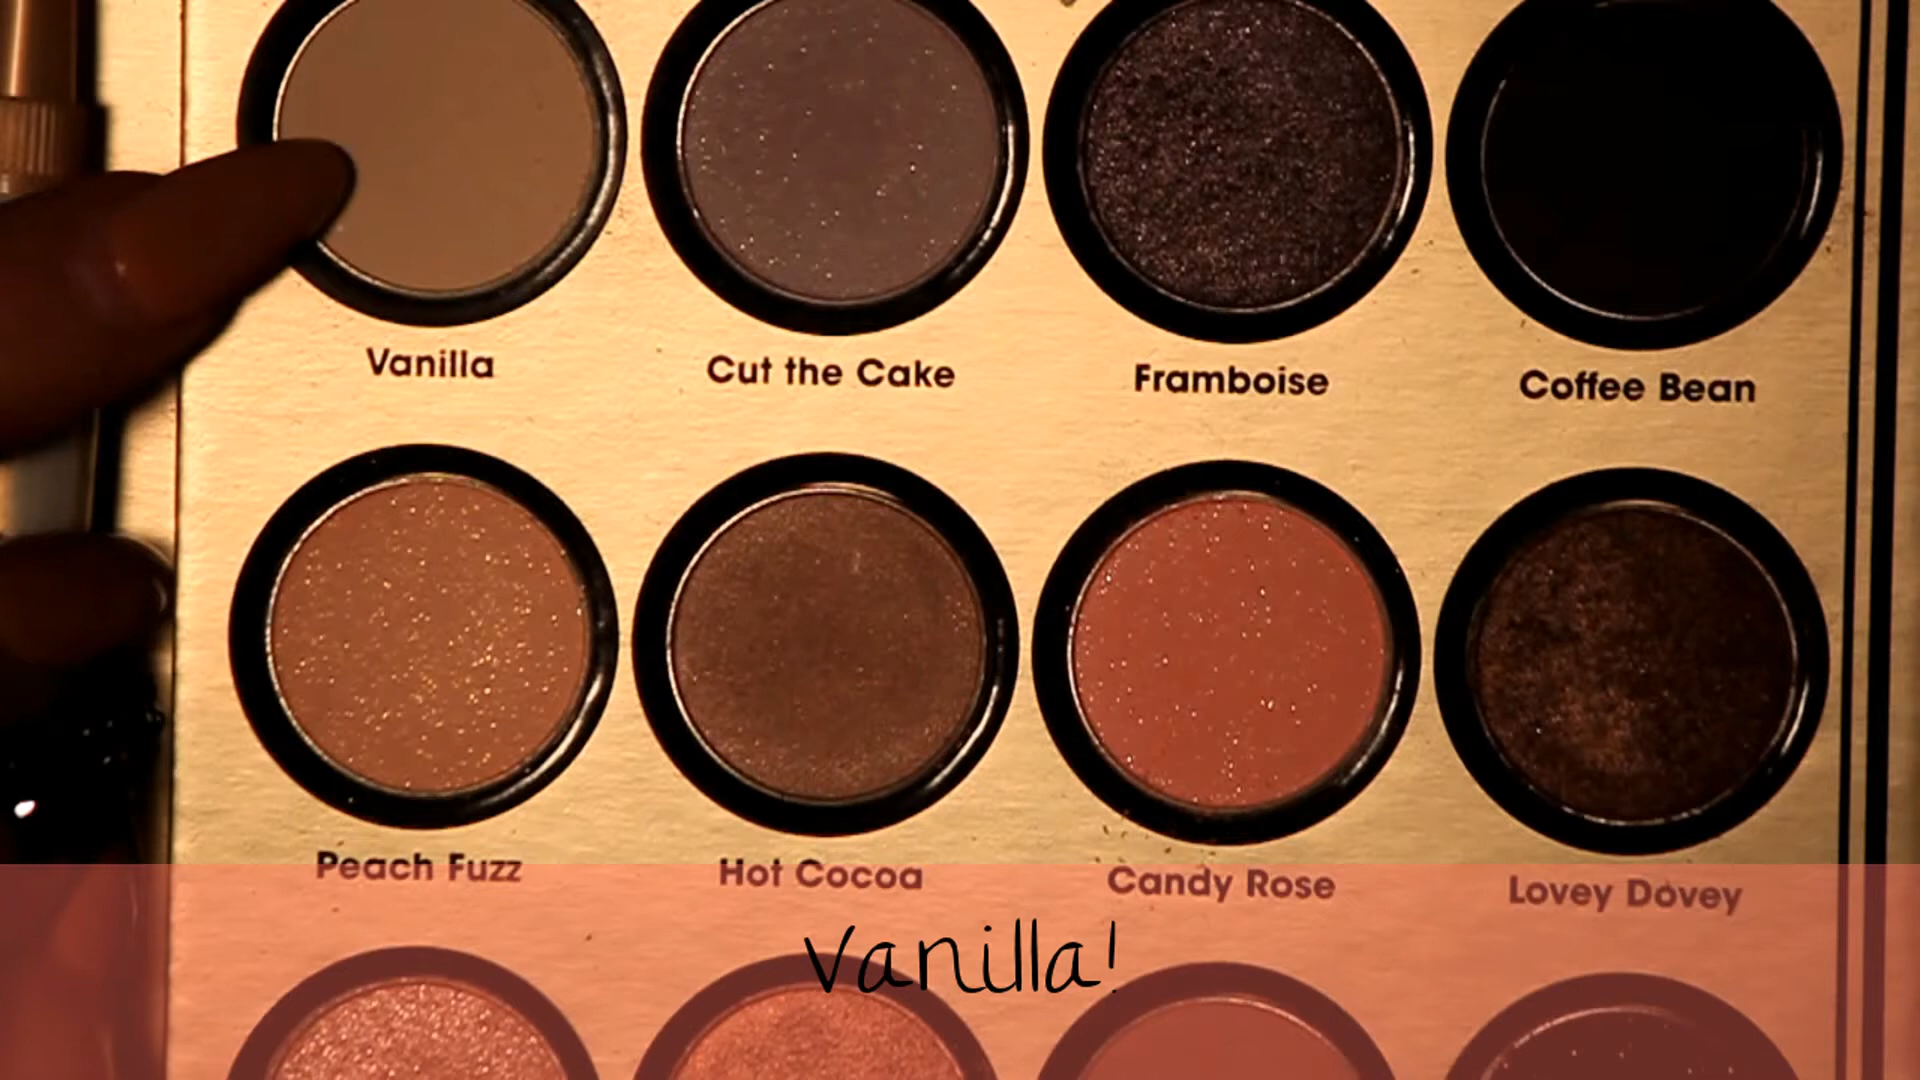 Vanilla
Cut the Cake
Framboise
Coffee Bean
Peach Fuzz
Hot Cocoa
Candy Rose
Lovey Dovey
Vanilla!